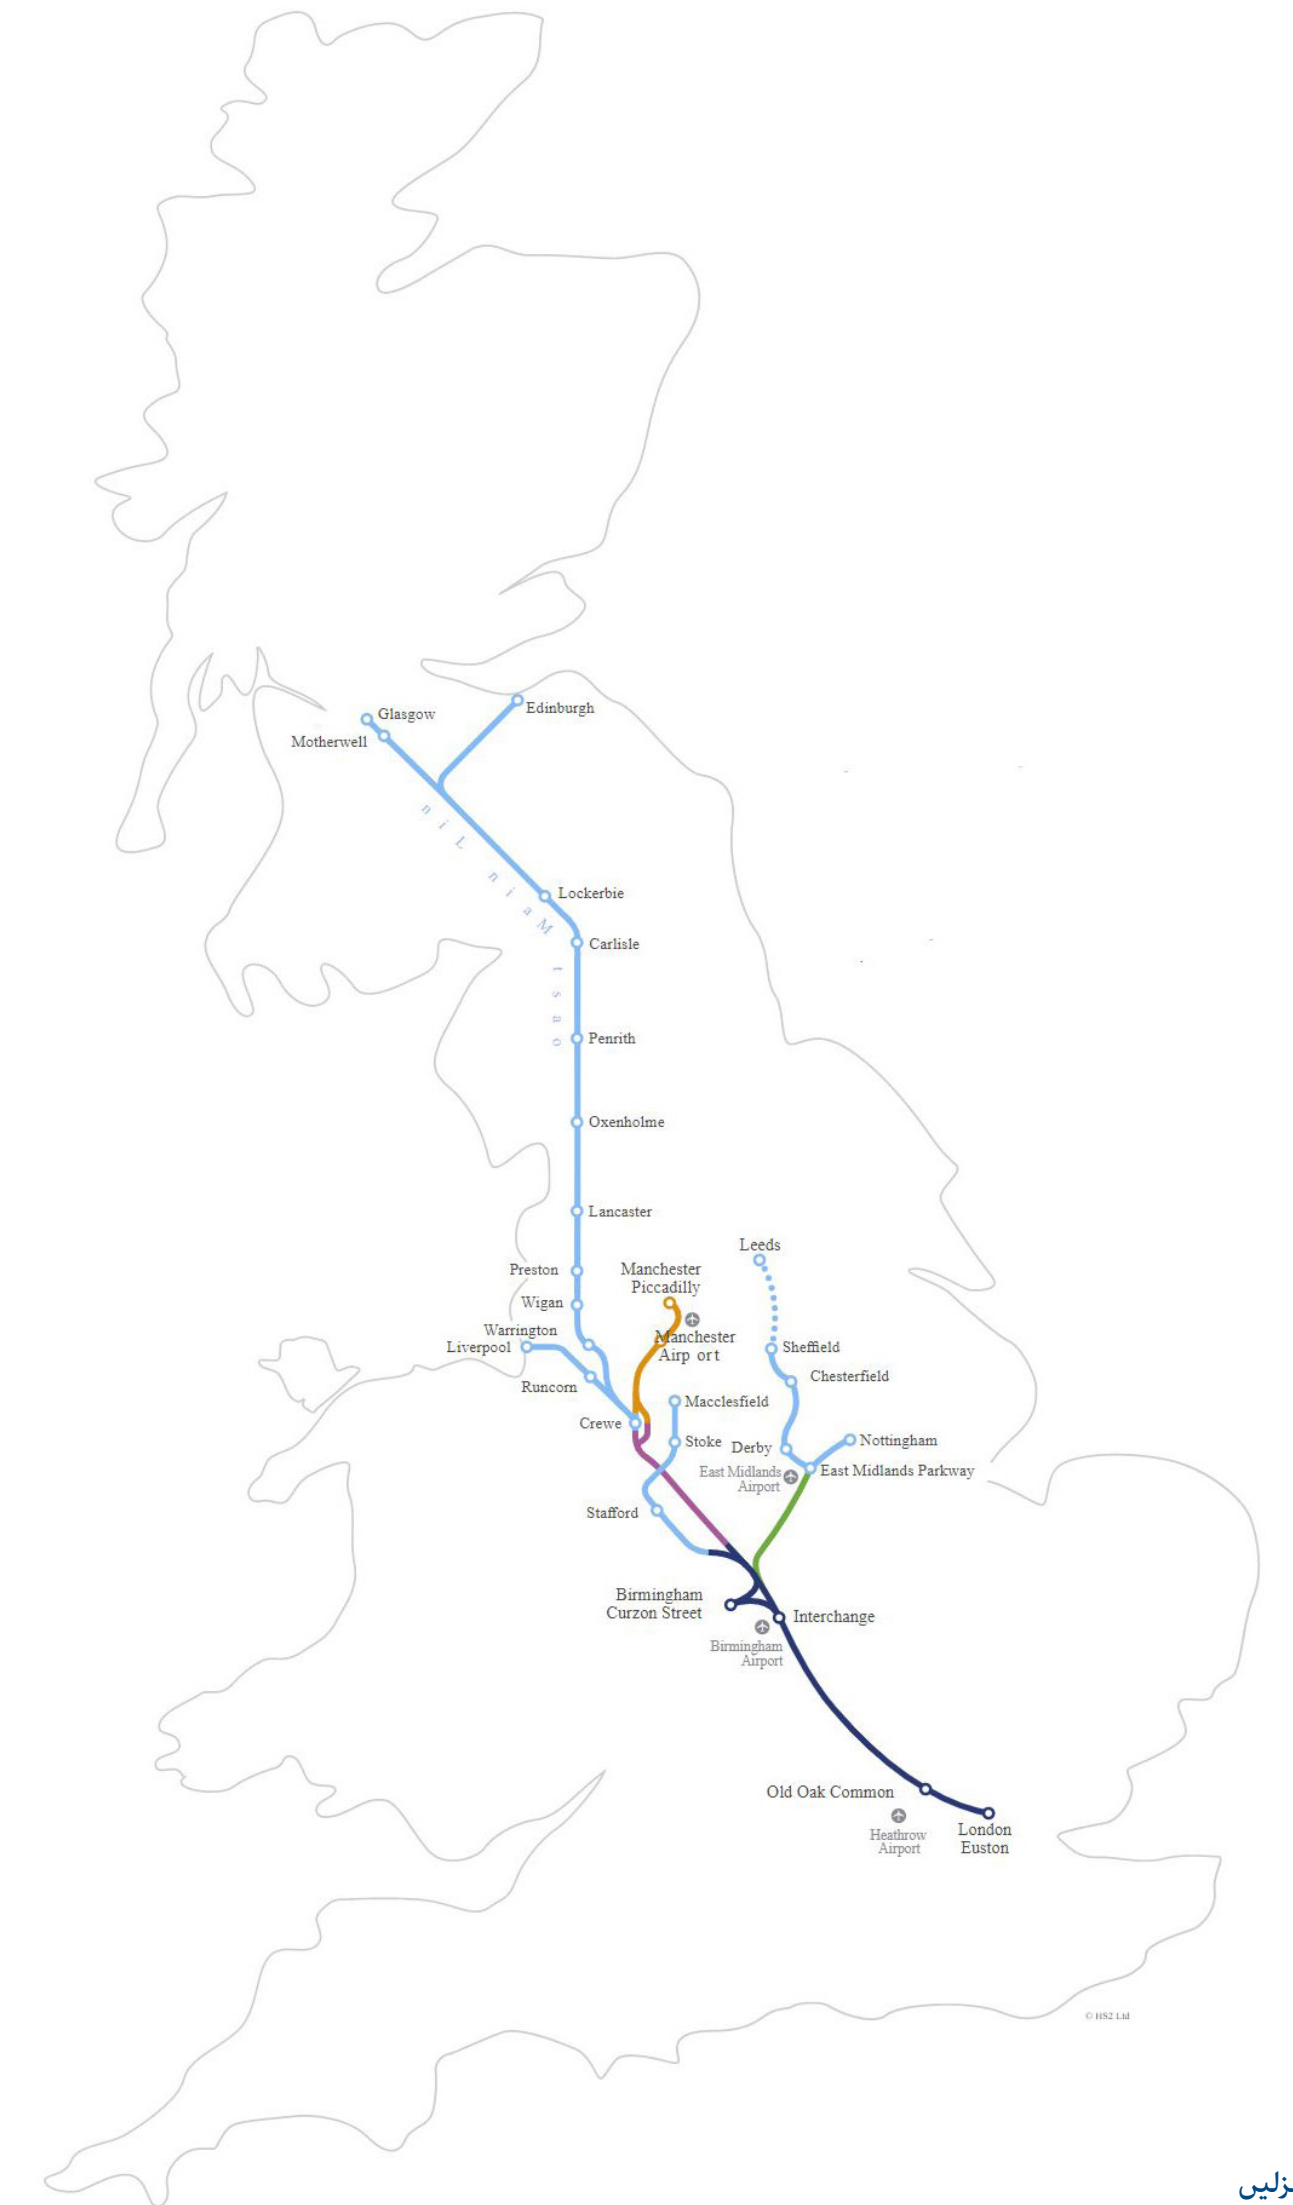 Glasgow
Edinburgh
Motherwell
n i L n i a M t s a o
Lockerbie
Carlisle
Penrith
Oxenholme
Lancaster
Leeds
Preston
Manchester
Piccadilly
Wigan
Warrington
Manchester
Airp ort
Liverpool
Sheffield
Runcorn
Chesterfield
Macclesfield
Crewe
Stoke
Derby
Nottingham
East Midlands
Airport
East Midlands Parkway
Stafford
Birmingham
Curzon Street
Interchange
Birmingham
Airport
Old Oak Common
Heathrow
Airport
London
Euston
© HS2 Ltd